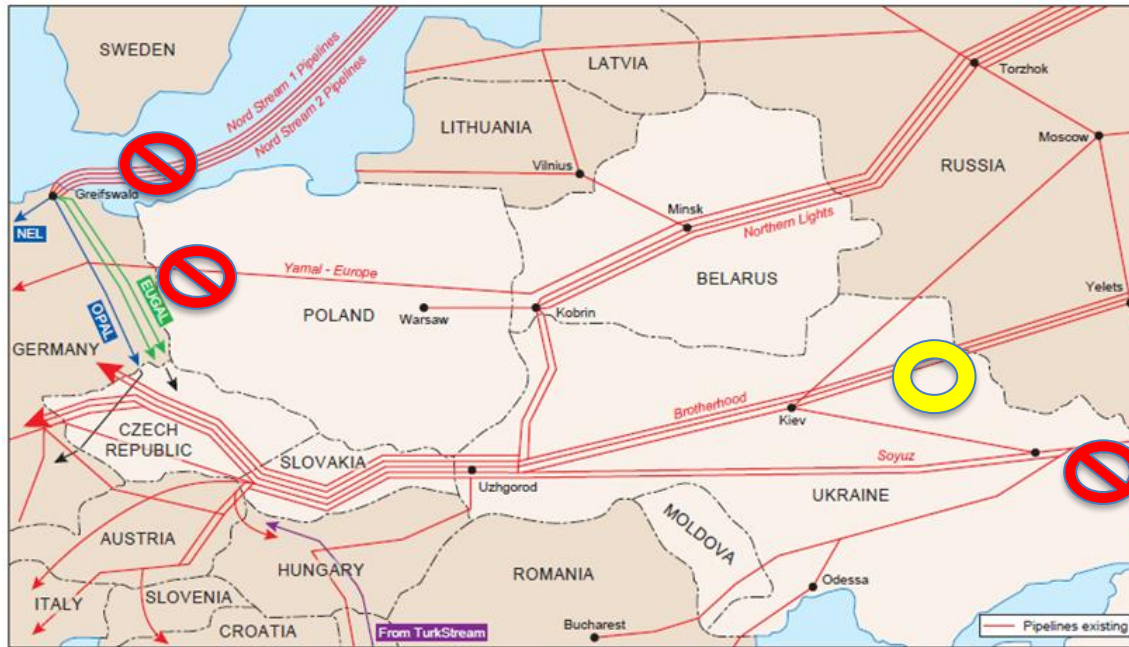 SWEDEN
Nord Stream 1 Pipelines
Nord Stream 2 Pipelines
LATVIA
Torzhok
LITHUANIA
Moscow
Vilnius
RUSSIA
Greifswald
Minsk
NEL
Northern Lights
Yamal - Europe
BELARUS
EUGAL
POLAND
Warsaw
Kobrin
Yelets
OPAL
GERMANY
Brotherhood
Kiev
CZECH
REPUBLIC
SLOVAKIA
Soyuz
Uzhgorod
UKRAINE
MOLDOVA
AUSTRIA
HUNGARY
ROMANIA
Odessa
ITALY
SLOVENIA
CROATIA
From TurkStream
Bucharest
Pipelines existing